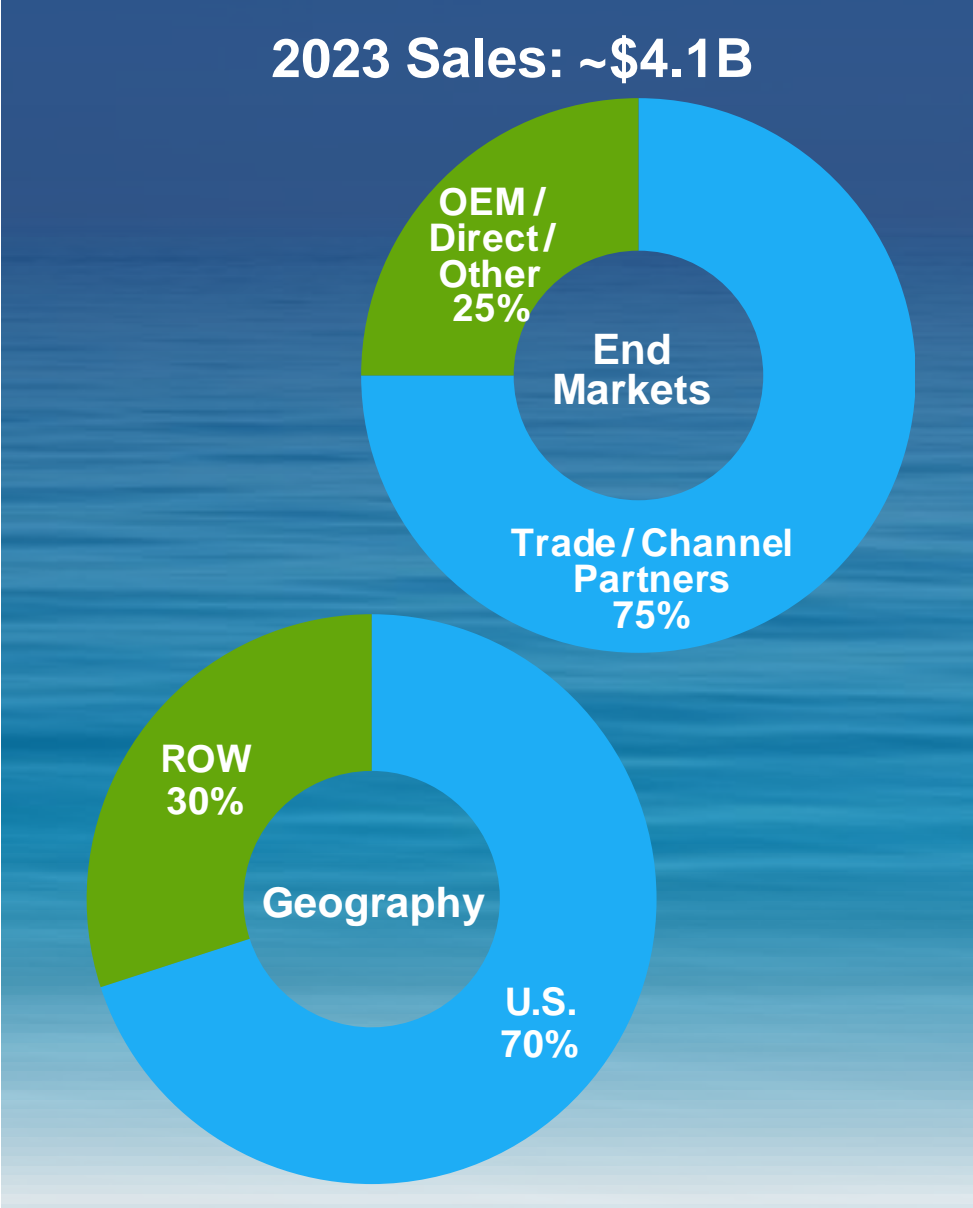 2023 Sales: ~$4.1B
OEM /
Direct /
Other
25%
End
Markets
Trade / Channel
Partners
75%
ROW
30%
Geography
U.S.
70%